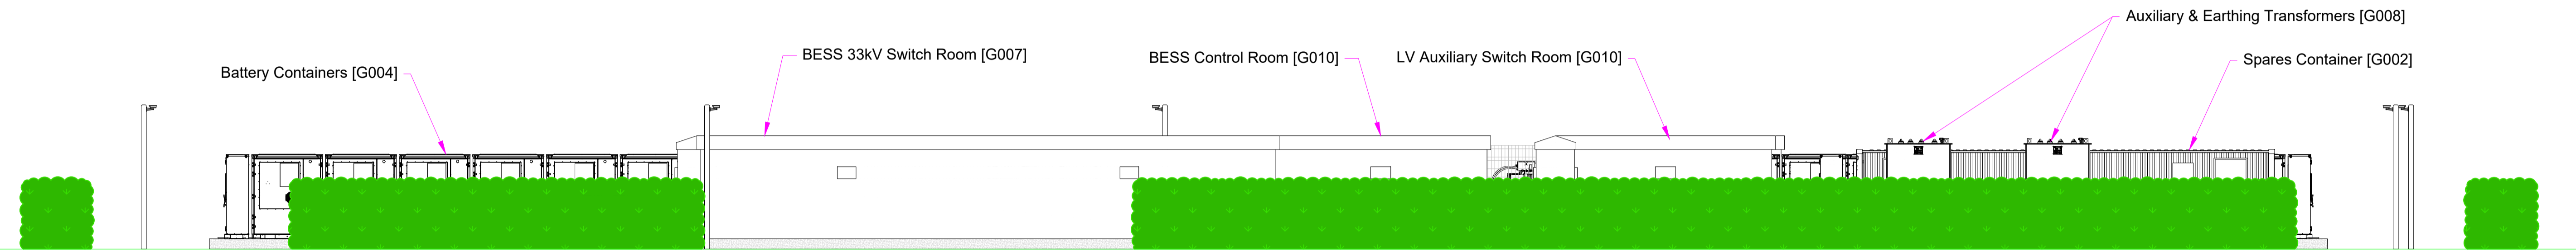 Auxiliary & Earthing Transformers [G008]
BESS 33kV Switch Room [G007]
BESS Control Room [G010]
LV Auxiliary Switch Room [G010]
Spares Container [G002]
Battery Containers [G004]